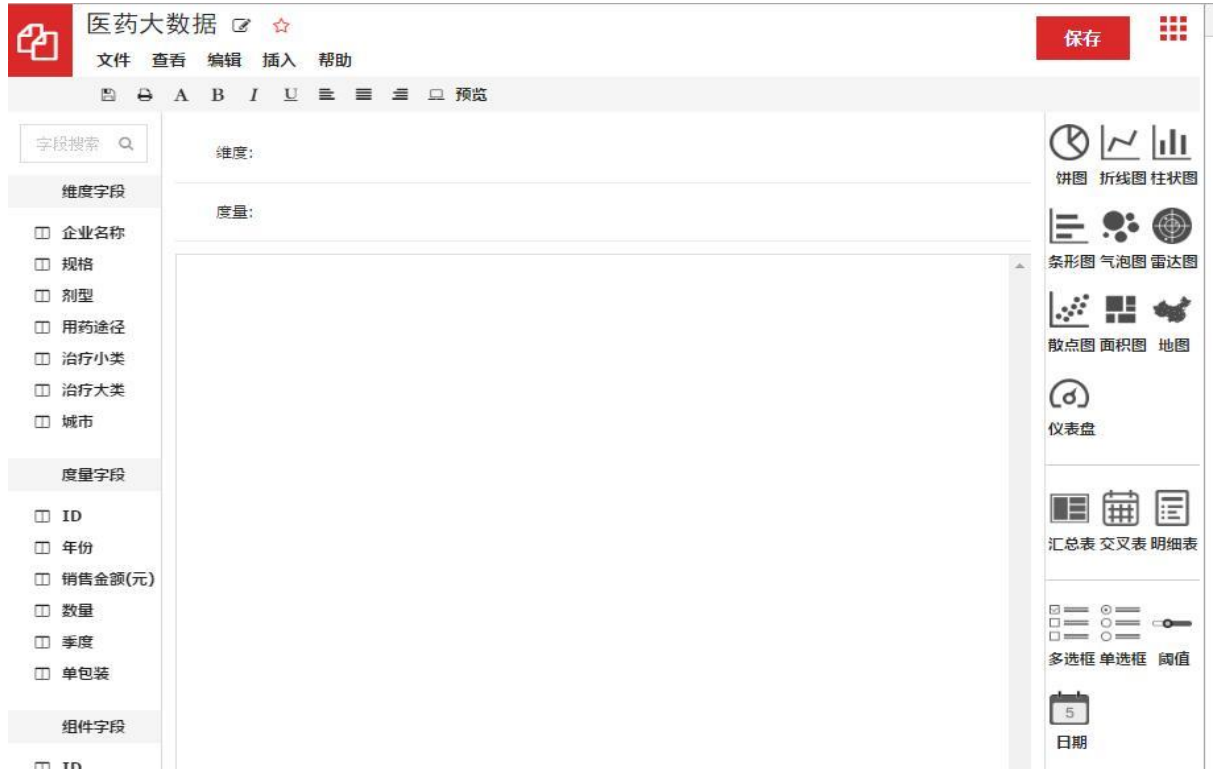 医药大数据
保存
文件 查看 编辑 插入 帮助
A B I U 预览
字段搜索
维度:
度量:
维度字段
企业名称
规格
剂型
用药途径
治疗小类
治疗大类
城市
度量字段
ID
年份
销售金额(元)
数量
季度
单包装
组件字段
ID
饼图 折线图 柱状图
条形图 气泡图 雷达图
散点图 面积图 地图
仪表盘
汇总表 交叉表 明细表
多选框 单选框 阈值
5
日期